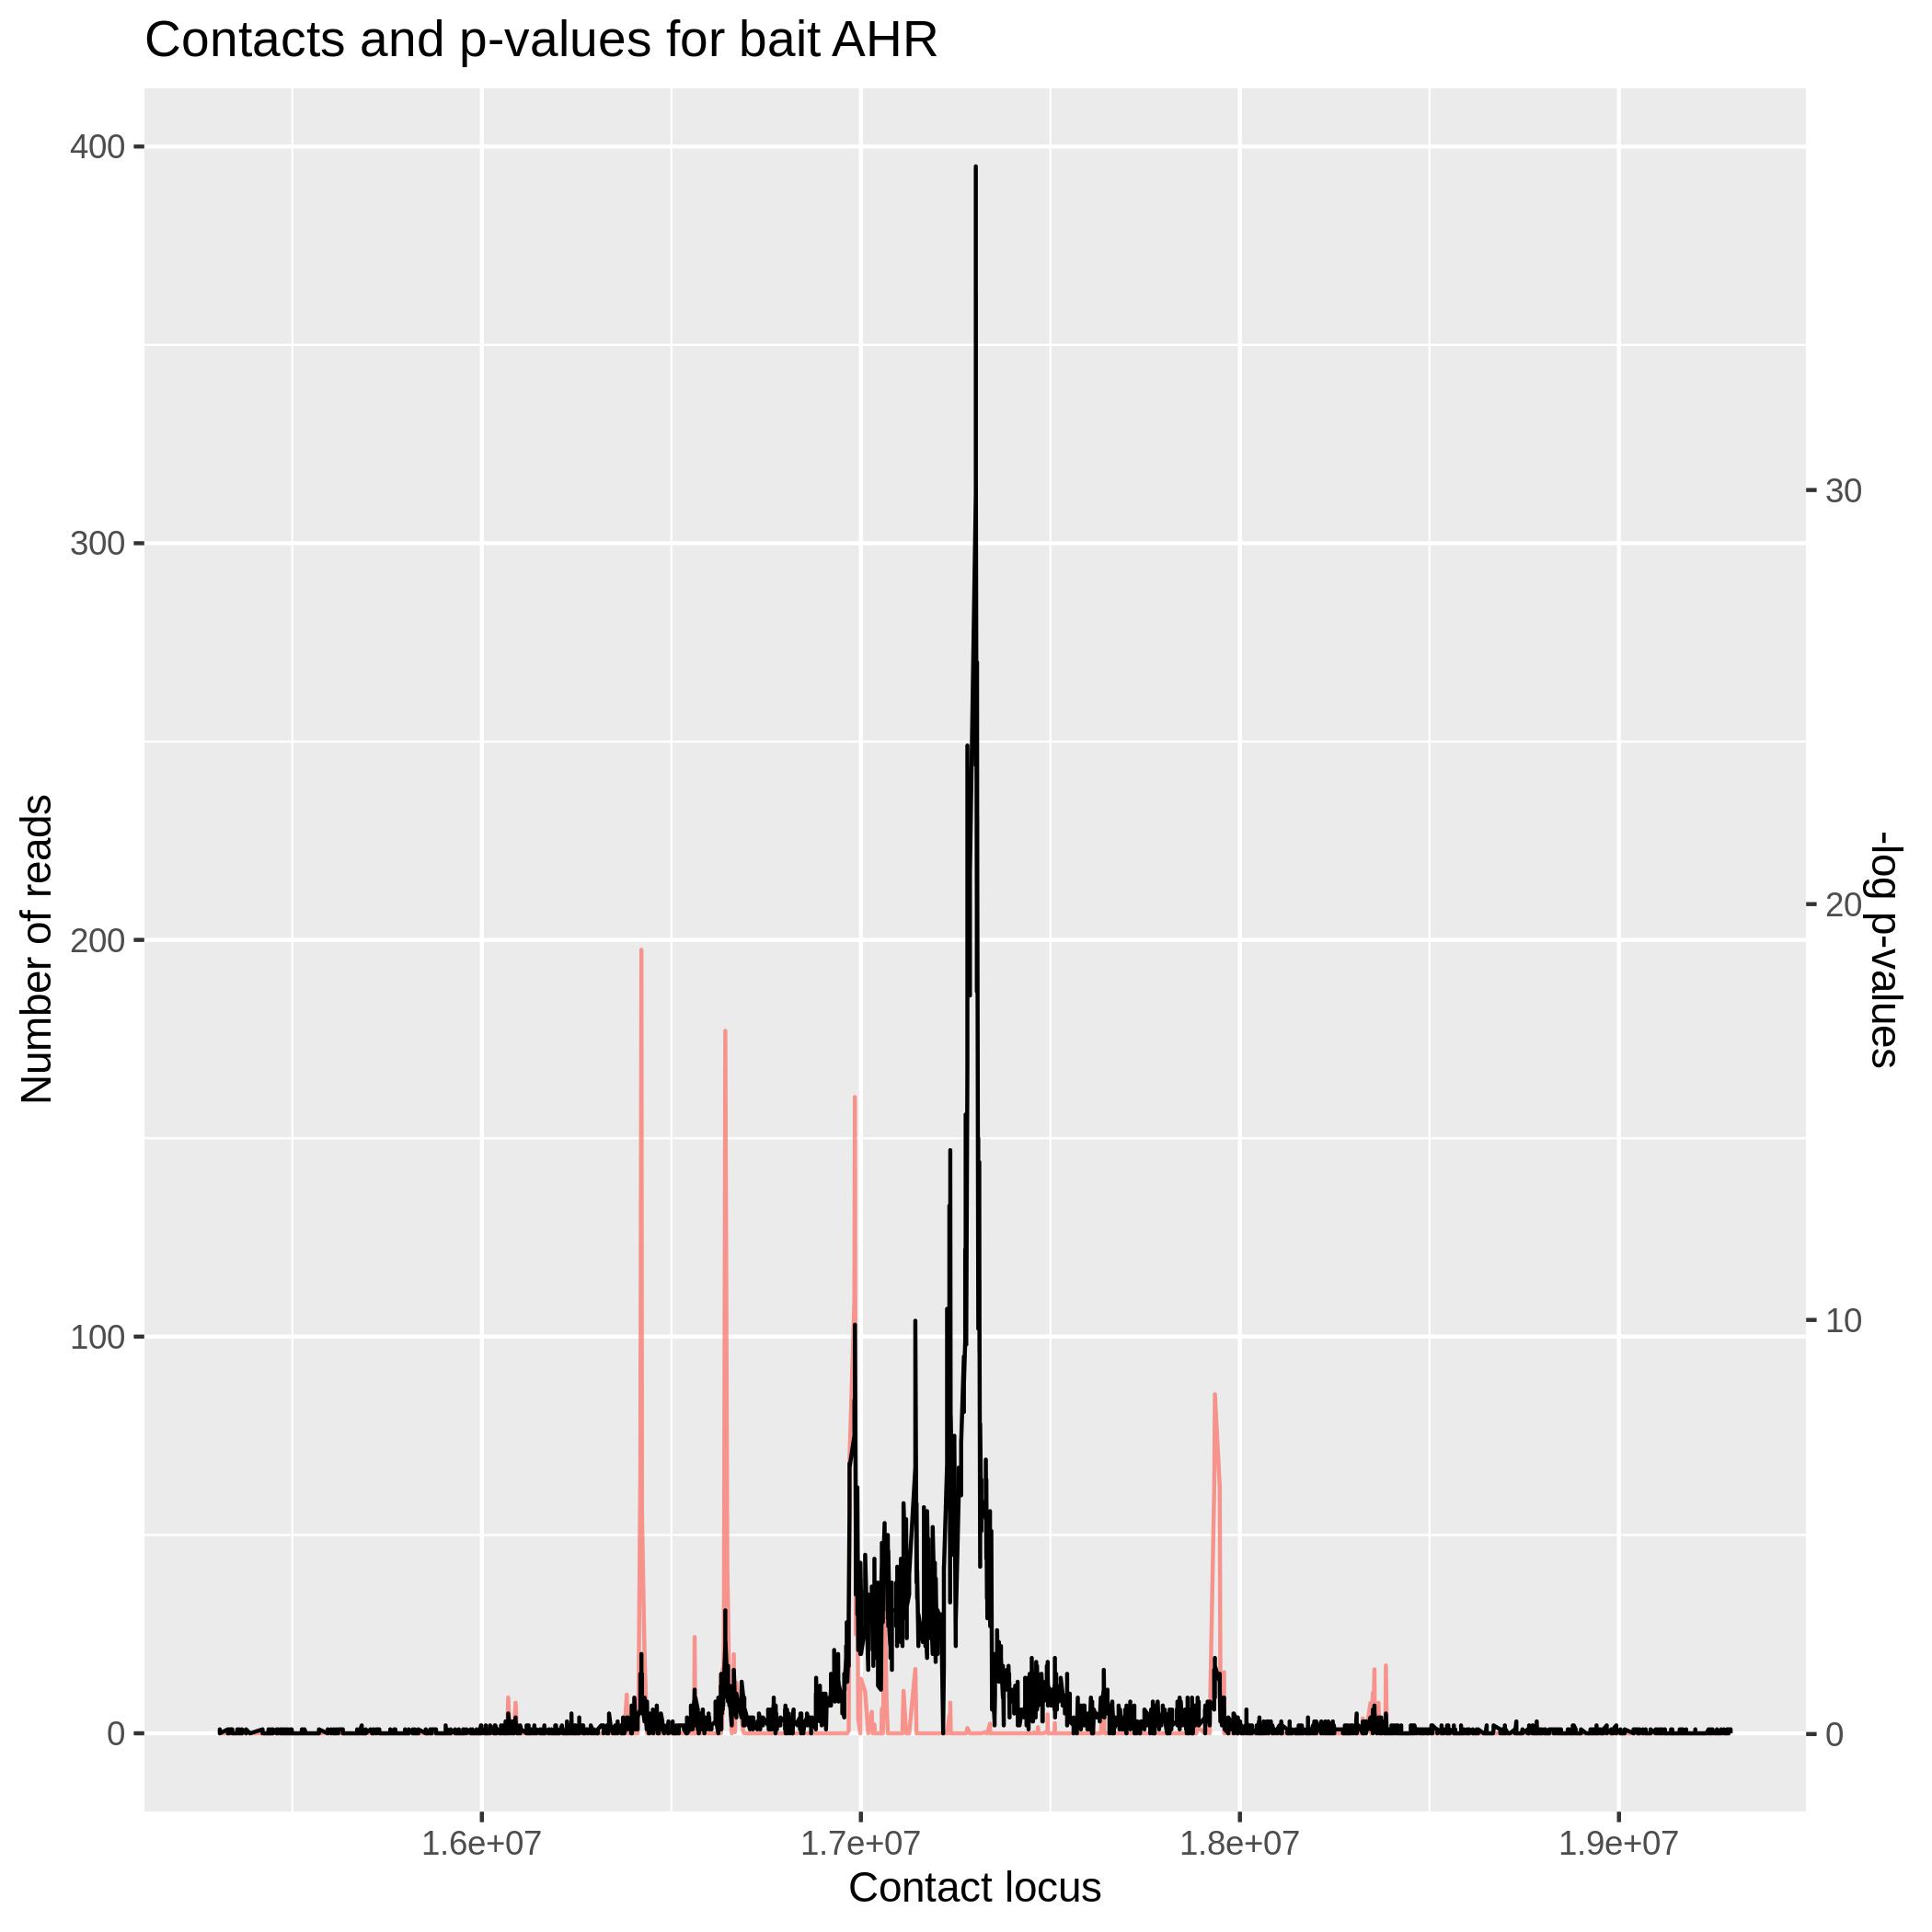 Contacts and p-values for bait AHR
400
300
200
100
0
Number of reads
30
20
10
0
-log p-values
1.6e+07
1.7e+07
1.8e+07
1.9e+07
Contact locus